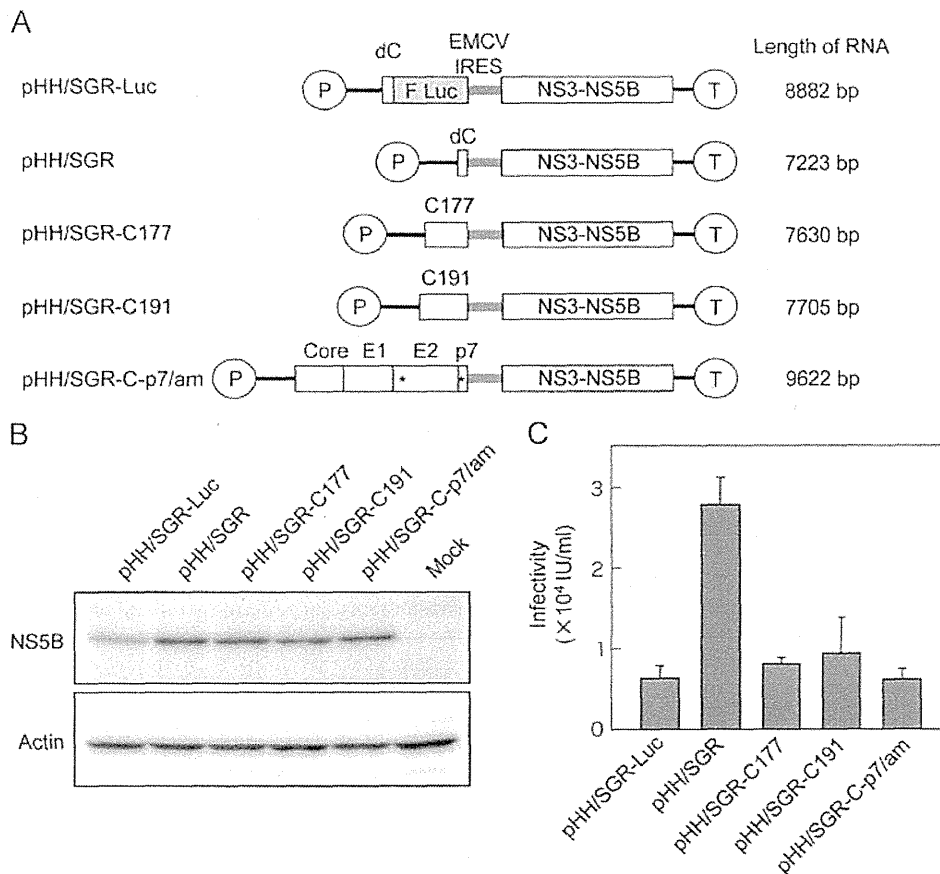 A
dC
EMCV
IRES
Length of RNA
pHH/SGR-Luc
P
F Luc
NS3-NS5B
T
8882 bp
dC
pHH/SGR
P
NS3-NS5B
T
7223 bp
C177
pHH/SGR-C177
P
NS3-NS5B
T
7630 bp
C191
pHH/SGR-C191
P
NS3-NS5B
T
7705 bp
Core E1 E2 p7
pHH/SGR-C-p7/am
P
* *
NS3-NS5B
T
9622 bp
B
pHH/SGR-Luc
pHH/SGR
pHH/SGR-C177
pHH/SGR-C191
pHH/SGR-C-p7/am
Mock
NS5B
Actin
C
Infectivity
(×10⁴ IU/ml)
3
2
1
0
pHH/SGR-Luc
pHH/SGR
pHH/SGR-C177
pHH/SGR-C191
pHH/SGR-C-p7/am